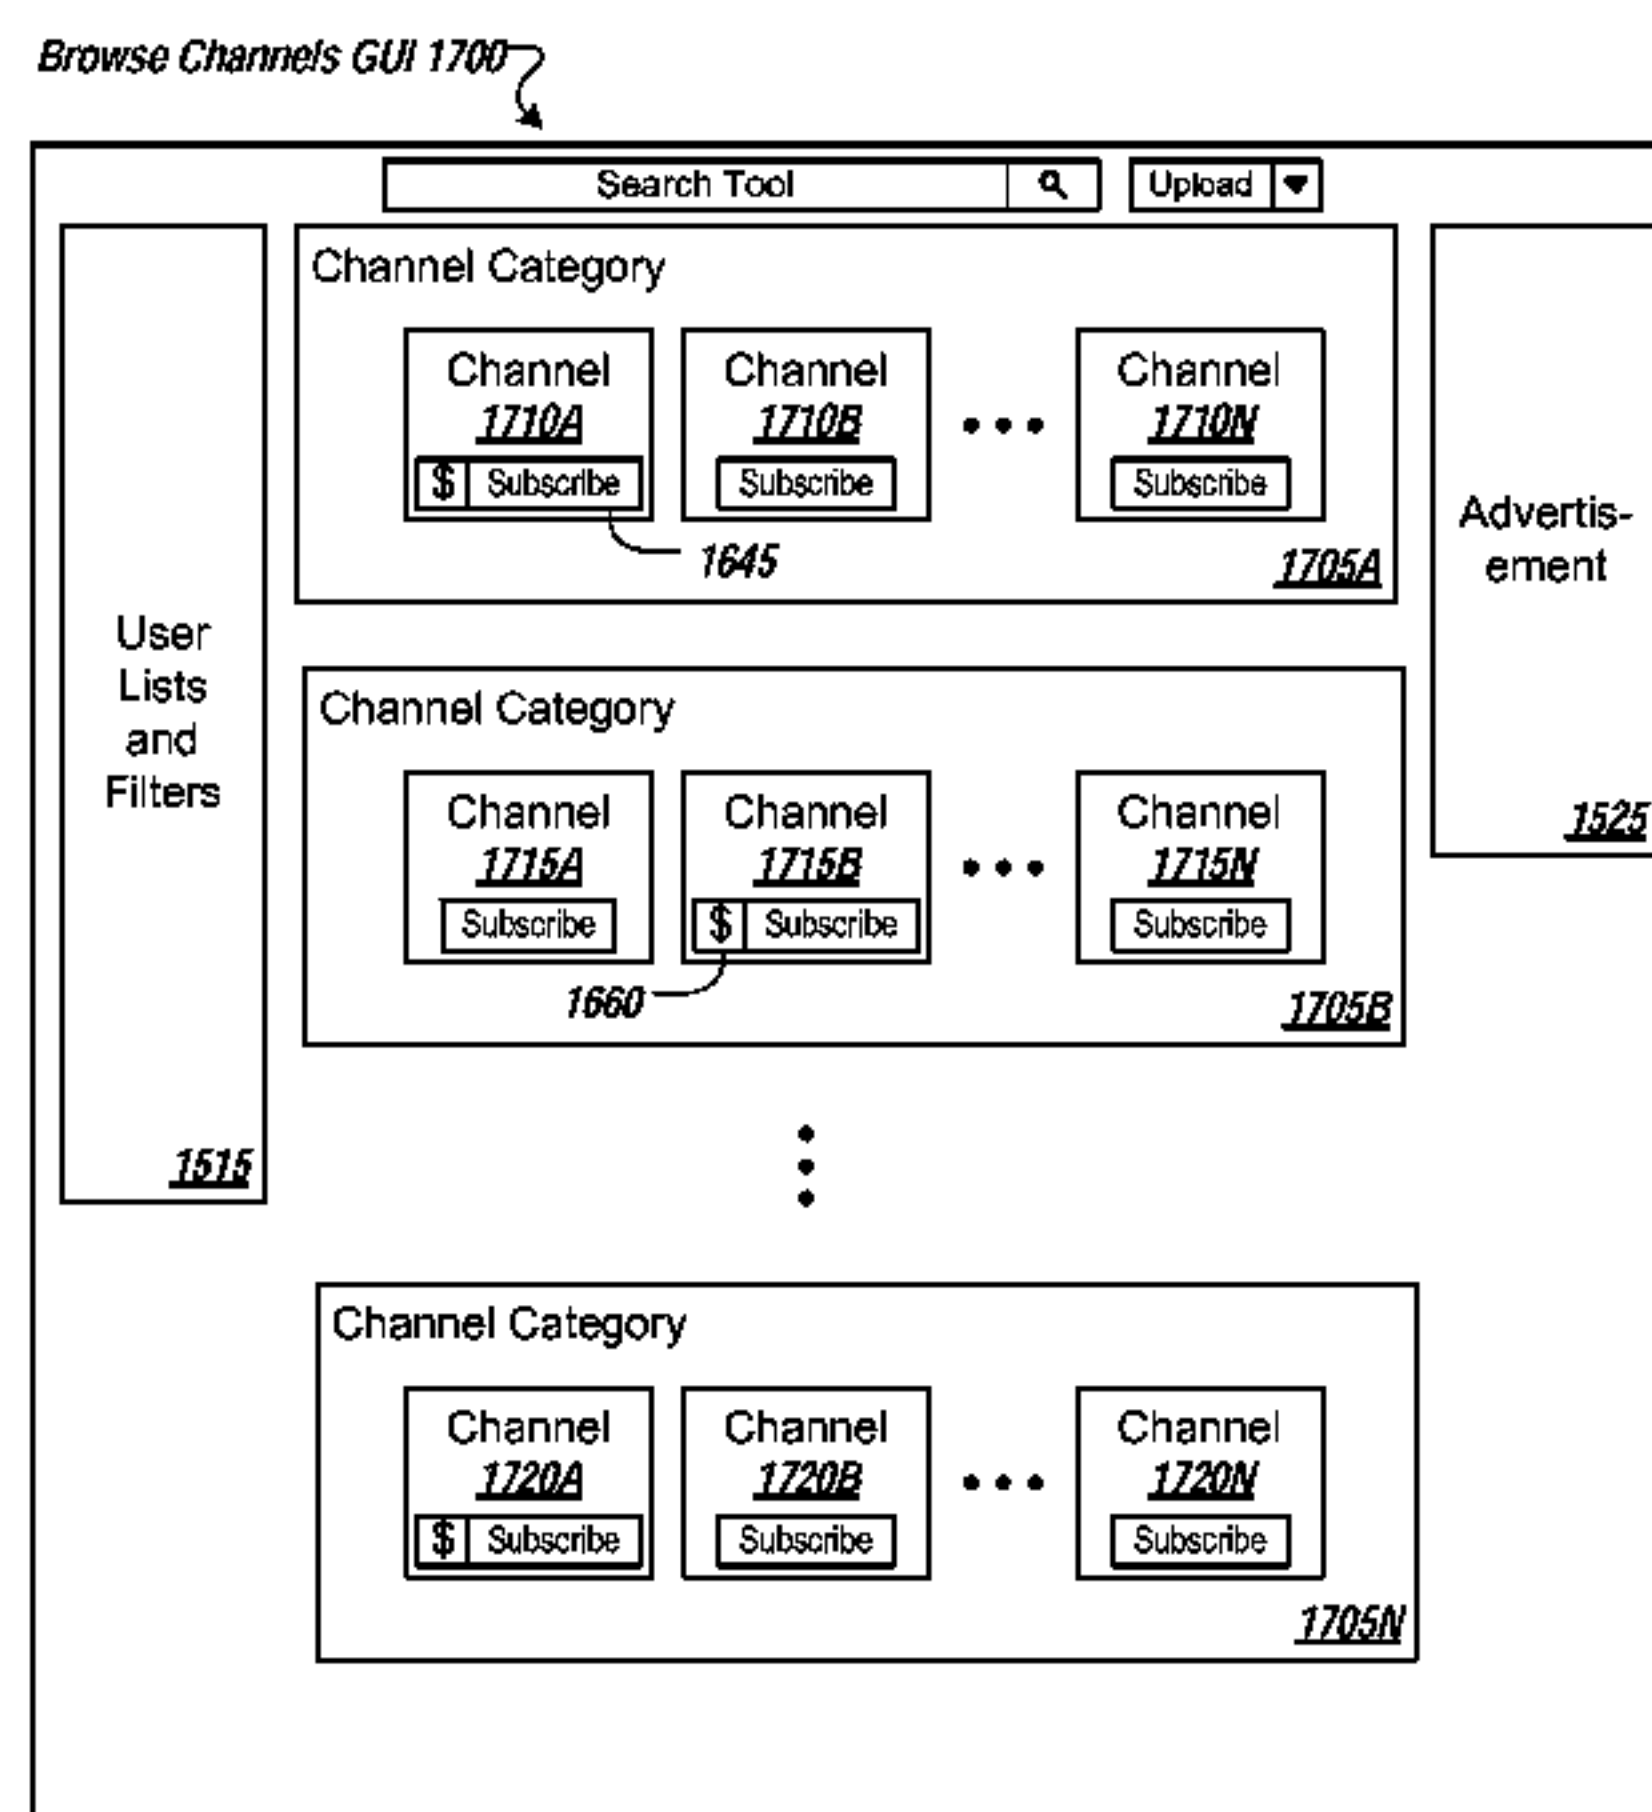 Browse Channels GUI 1700
Search Tool
Upload
Channel Category
Channel
1710A
$ Subscribe
Channel
1710B
Subscribe
Channel
1710N
Subscribe
1645
1705A
User
Lists
and
Filters
1515
Advertis-
ement
1525
Channel Category
Channel
1715A
Subscribe
Channel
1715B
$ Subscribe
Channel
1715N
Subscribe
1660
1705B
Channel Category
Channel
1720A
$ Subscribe
Channel
1720B
Subscribe
Channel
1720N
Subscribe
1705N